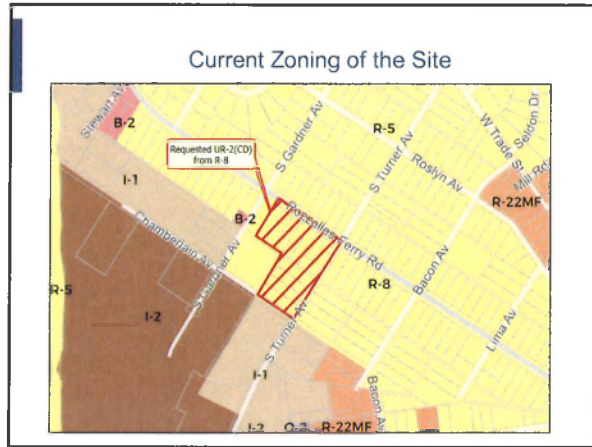 Current Zoning of the Site
Stewart Av
B-2
I-1
Requested UR-2(CD)
from R-8
S Gardner Av
R-5
S Turner Av
Roslyn Av
W Trade St
Seldon Dr
Mill Rd
R-22MF
B-2
Rozzelles Ferry Rd
Chamberlain Av
S Gardner Av
R-8
Bacon Av
R-5
I-2
Lima Av
S Turner Av
I-1
Bacon Av
I-2
O-2
R-22MF